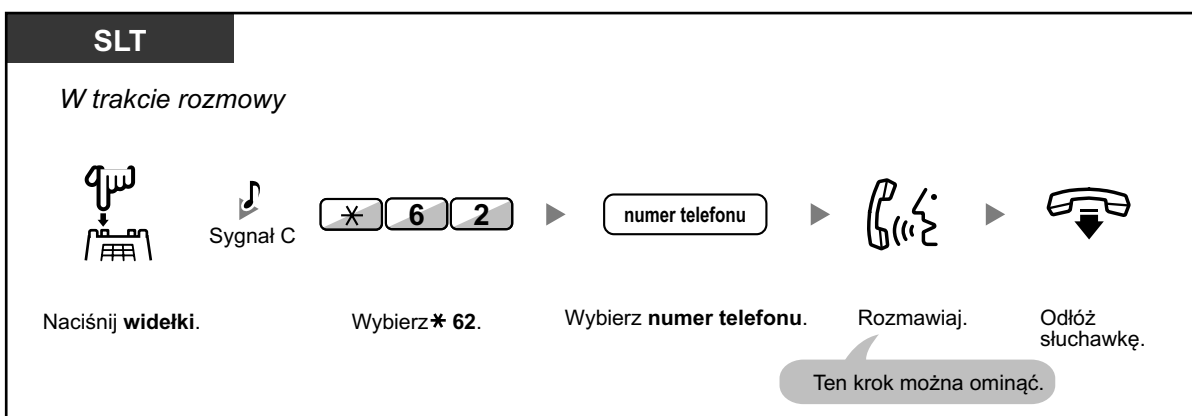 SLT
W trakcie rozmowy
Sygnał C
* 6 2
numer telefonu
Naciśnij widełki.
Wybierz * 62.
Wybierz numer telefonu.
Rozmawiaj.
Odłóż
słuchawkę.
Ten krok można ominąć.